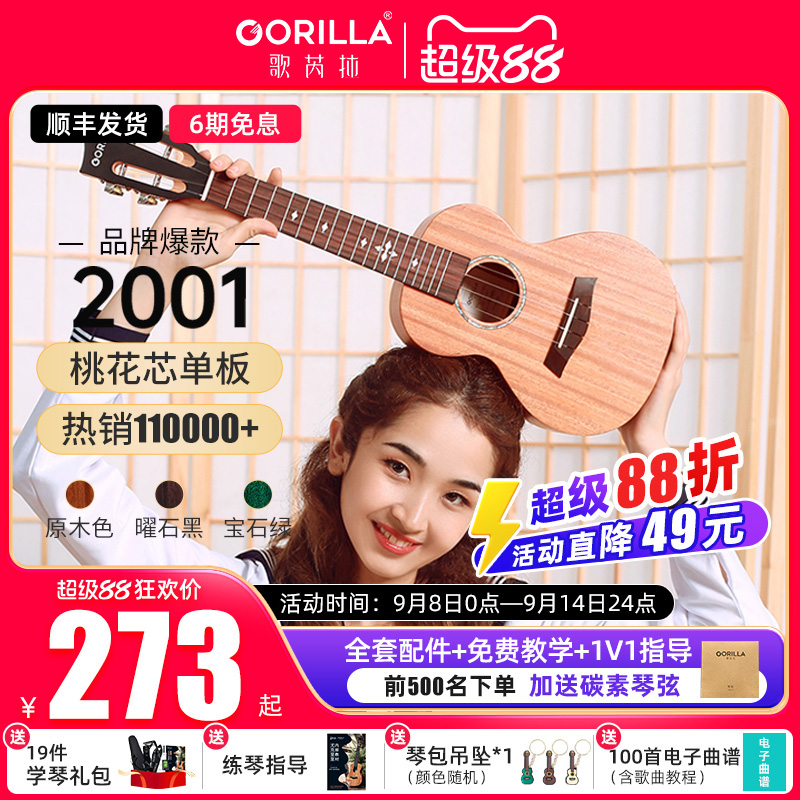 GORILLA®
歌芮拉
超级88
顺丰发货
6期免息
GORILLA
品牌爆款
2001
桃花芯单板
热销110000+
原木色
曜石黑
宝石绿
超级88折
活动直降49元
超级88狂欢价
活动时间：9月8日0点—9月14日24点
¥273起
全套配件+免费教学+1V1指导
前500名下单 加送碳素琴弦
GORILLA
送
19件
学琴礼包
送
练琴指导
送
琴包吊坠*1
（颜色随机）
送
100首电子曲谱
（含歌曲教程）
电子曲谱